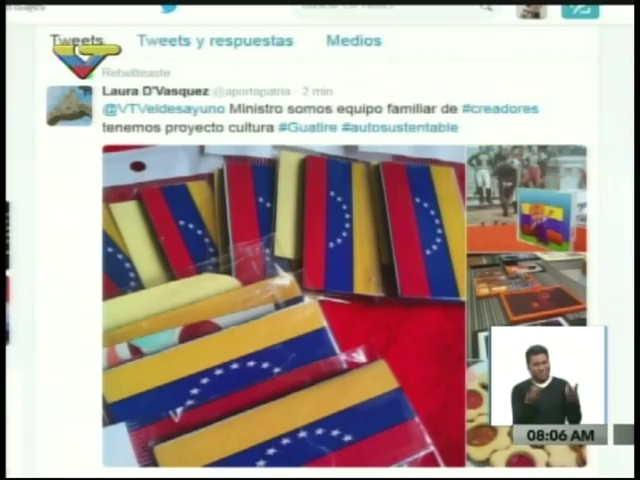 Tweets Tweets y respuestas Medios
Retwitteaste
Laura D'Vasquez @aportapatria · 2 min
@VTVeldesayuno Ministro somos equipo familiar de #creadores
tenemos proyecto cultura #Guatire #autosustentable
08:06 AM